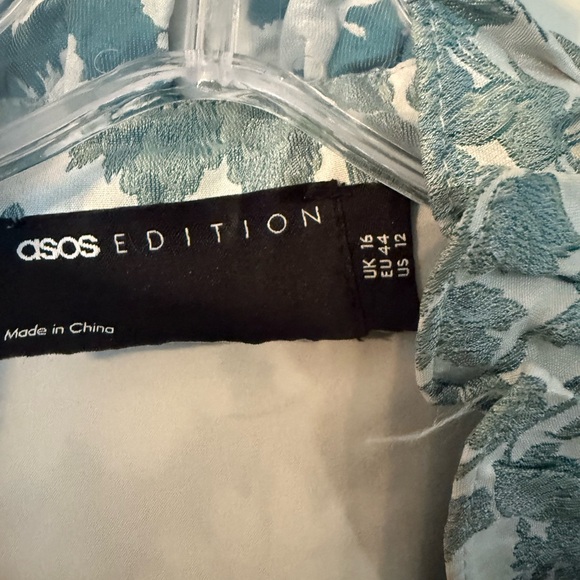 asos EDITION
UK 16
EU 44
US 12
Made in China